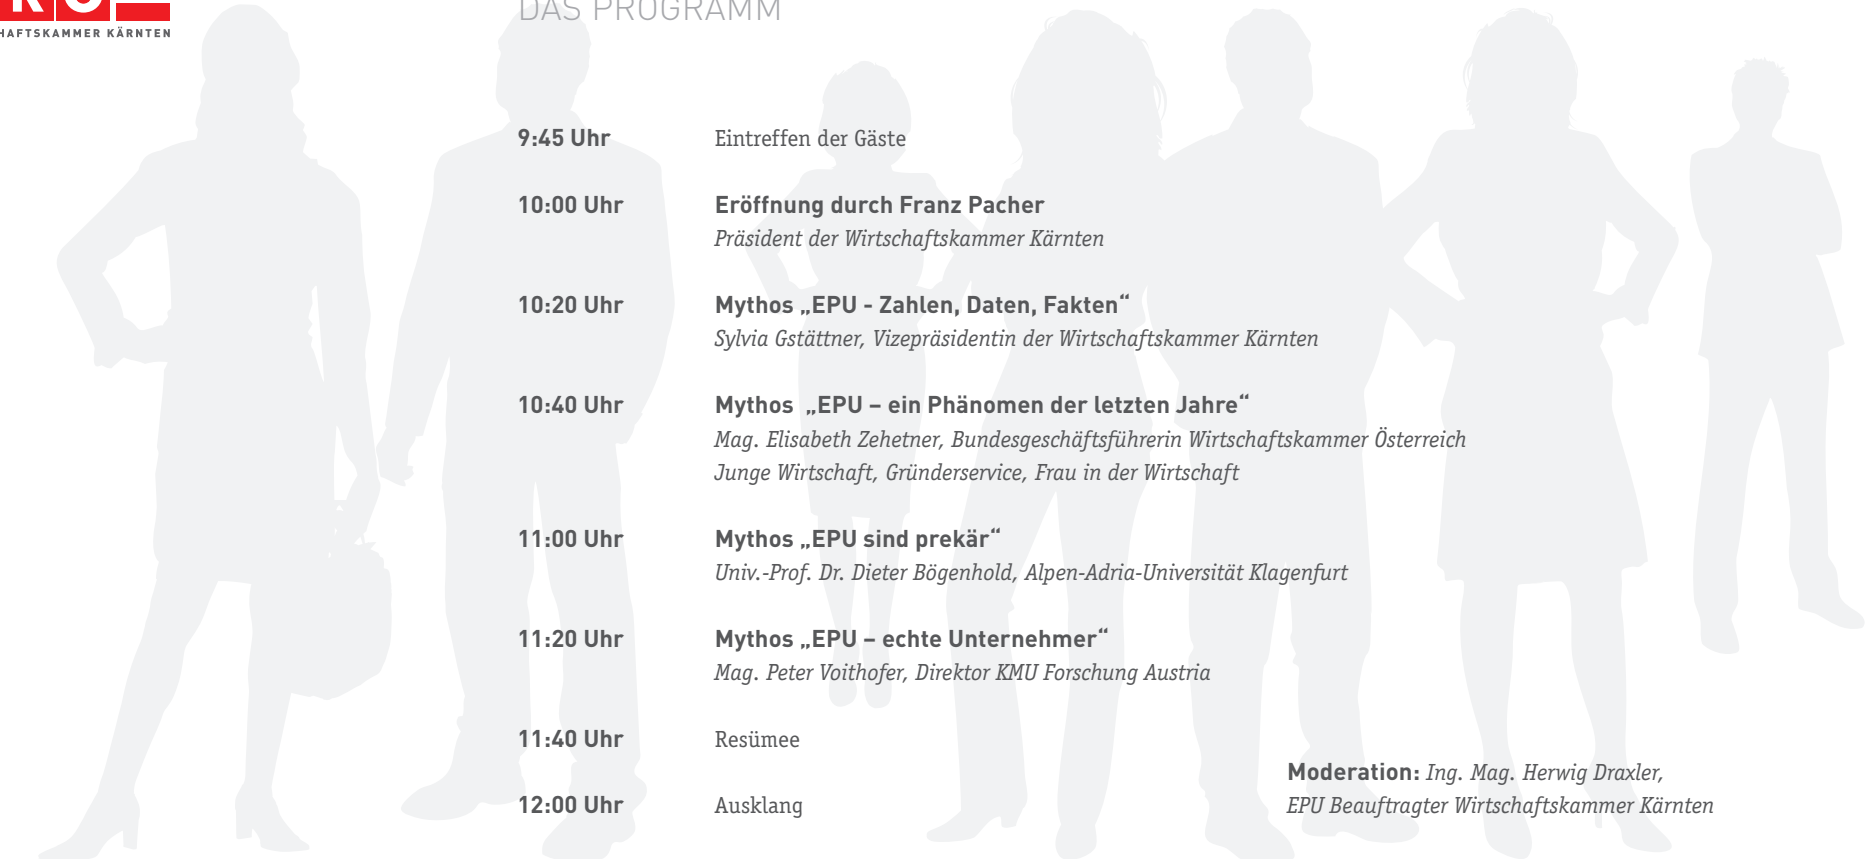 HAFTSKAMMER KÄRNTEN
DAS PROGRAMM
9:45 Uhr Eintreffen der Gäste
10:00 Uhr Eröffnung durch Franz Pacher
Präsident der Wirtschaftskammer Kärnten
10:20 Uhr Mythos „EPU - Zahlen, Daten, Fakten“
Sylvia Gstättner, Vizepräsidentin der Wirtschaftskammer Kärnten
10:40 Uhr Mythos „EPU – ein Phänomen der letzten Jahre“
Mag. Elisabeth Zehetner, Bundesgeschäftsführerin Wirtschaftskammer Österreich
Junge Wirtschaft, Gründerservice, Frau in der Wirtschaft
11:00 Uhr Mythos „EPU sind prekär“
Univ.-Prof. Dr. Dieter Bögenhold, Alpen-Adria-Universität Klagenfurt
11:20 Uhr Mythos „EPU – echte Unternehmer“
Mag. Peter Voithofer, Direktor KMU Forschung Austria
11:40 Uhr Resümee
12:00 Uhr Ausklang
Moderation: Ing. Mag. Herwig Draxler,
EPU Beauftragter Wirtschaftskammer Kärnten